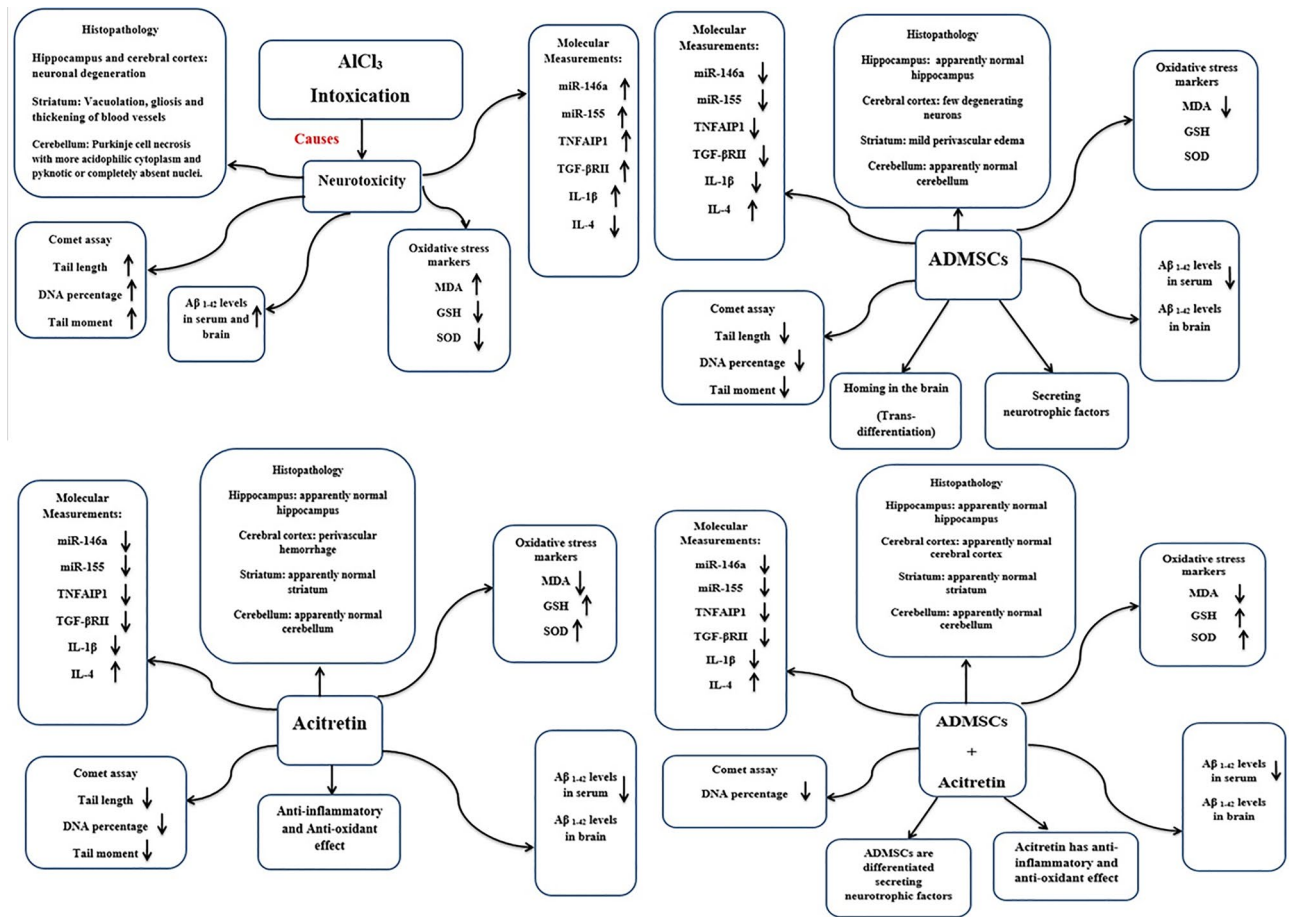 Histopathology
Hippocampus and cerebral cortex:
neuronal degeneration
Striatum: Vacuolation, gliosis and
thickening of blood vessels
Cerebellum: Purkinje cell necrosis
with more acidophilic cytoplasm and
pyknotic or completely absent nuclei.
AlCl₃
Intoxication
Causes
Neurotoxicity
Molecular
Measurements:
miR-146a ↑
miR-155 ↑
TNFAIP1 ↑
TGF-βRII ↑
IL-1β ↑
IL-4 ↓
Comet assay
Tail length ↑
DNA percentage ↑
Tail moment ↑
Aβ 1-42 levels
in serum and ↑
brain
Oxidative stress
markers
MDA ↑
GSH ↓
SOD ↓
Molecular
Measurements:
miR-146a ↓
miR-155 ↓
TNFAIP1 ↓
TGF-βRII ↓
IL-1β ↓
IL-4 ↑
Histopathology
Hippocampus: apparently normal
hippocampus
Cerebral cortex: few degenerating
neurons
Striatum: mild perivascular edema
Cerebellum: apparently normal
cerebellum
Oxidative stress
markers
MDA ↓
GSH
SOD
ADMSCs
Aβ 1-42 levels
in serum ↓
Aβ 1-42 levels
in brain
Comet assay
Tail length ↓
DNA percentage ↓
Tail moment ↓
Homing in the brain
(Trans-
differentiation)
Secreting
neurotrophic factors
Molecular
Measurements:
miR-146a ↓
miR-155 ↓
TNFAIP1 ↓
TGF-βRII ↓
IL-1β ↓
IL-4 ↑
Histopathology
Hippocampus: apparently normal
hippocampus
Cerebral cortex: perivascular
hemorrhage
Striatum: apparently normal
striatum
Cerebellum: apparently normal
cerebellum
Oxidative stress
markers
MDA ↓
GSH ↑
SOD ↑
Acitretin
Comet assay
Tail length ↓
DNA percentage ↓
Tail moment ↓
Anti-inflammatory
and Anti-oxidant
effect
Aβ 1-42 levels
in serum ↓
Aβ 1-42 levels
in brain
Molecular
Measurements:
miR-146a ↓
miR-155 ↓
TNFAIP1 ↓
TGF-βRII ↓
IL-1β ↓
IL-4 ↑
Histopathology
Hippocampus: apparently normal
hippocampus
Cerebral cortex: apparently normal
cerebral cortex
Striatum: apparently normal
striatum
Cerebellum: apparently normal
cerebellum
Oxidative stress
markers
MDA ↓
GSH ↑
SOD ↑
ADMSCs
+
Acitretin
Comet assay
DNA percentage ↓
ADMSCs are
differentiated
secreting
neurotrophic factors
Acitretin has anti-
inflammatory and
anti-oxidant effect
Aβ 1-42 levels
in serum ↓
Aβ 1-42 levels
in brain